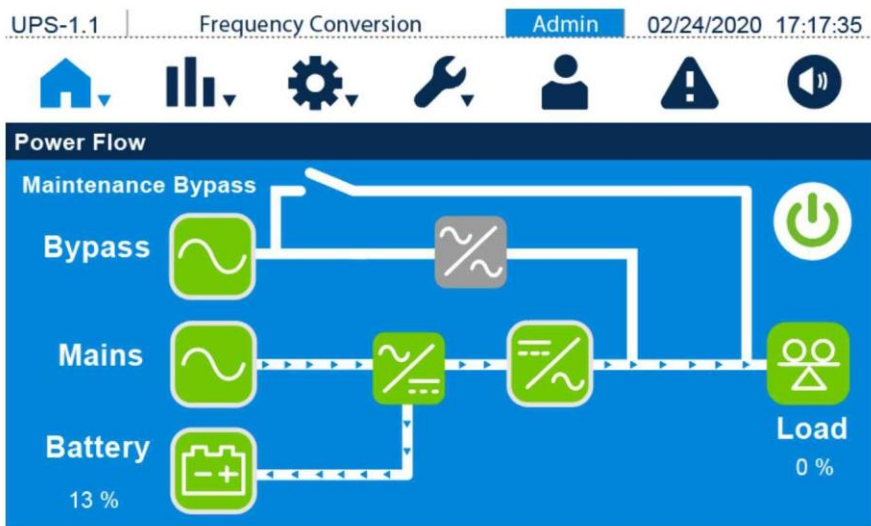 UPS-1.1 Frequency Conversion Admin 02/24/2020 17:17:35
Power Flow
Maintenance Bypass
Bypass
Mains
Battery
13 %
Load
0 %